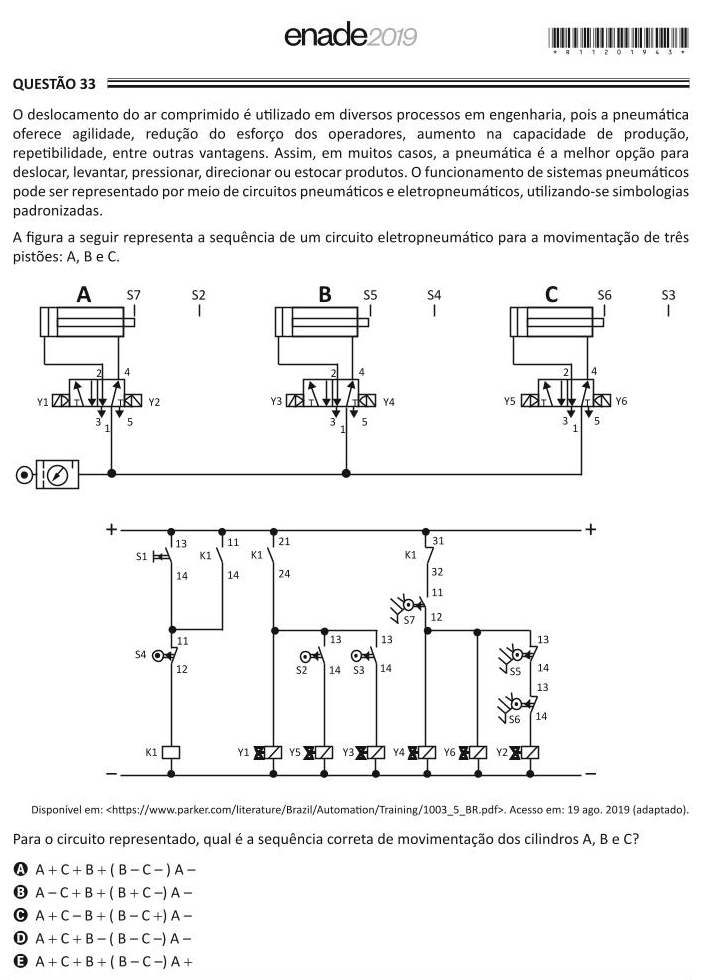 enade2019
* R 1 1 2 0 1 9 4 3 *
QUESTÃO 33
O deslocamento do ar comprimido é utilizado em diversos processos em engenharia, pois a pneumática
oferece agilidade, redução do esforço dos operadores, aumento na capacidade de produção,
repetibilidade, entre outras vantagens. Assim, em muitos casos, a pneumática é a melhor opção para
deslocar, levantar, pressionar, direcionar ou estocar produtos. O funcionamento de sistemas pneumáticos
pode ser representado por meio de circuitos pneumáticos e eletropneumáticos, utilizando-se simbologias
padronizadas.
A figura a seguir representa a sequência de um circuito eletropneumático para a movimentação de três
pistões: A, B e C.
A S7 S2 B S5 S4 C S6 S3
2 4 2 4 2 4
Y1 Y2 Y3 Y4 Y5 Y6
3 1 5 3 1 5 3 1 5
+ +
13 11 21 31
S1 K1 K1 K1
14 14 24 32
11
S7 12
11 13 13 13
S4 S2 S3 S5
12 14 14 14
13
S6 14
K1 Y1 Y5 Y3 Y4 Y6 Y2
– –
Disponível em: <https://www.parker.com/literature/Brazil/Automation/Training/1003_5_BR.pdf>. Acesso em: 19 ago. 2019 (adaptado).
Para o circuito representado, qual é a sequência correta de movimentação dos cilindros A, B e C?
A A + C + B + ( B – C – ) A –
B A – C + B + ( B + C –) A –
C A + C – B + ( B – C +) A –
D A + C + B – ( B – C –) A –
E A + C + B + ( B – C –) A +